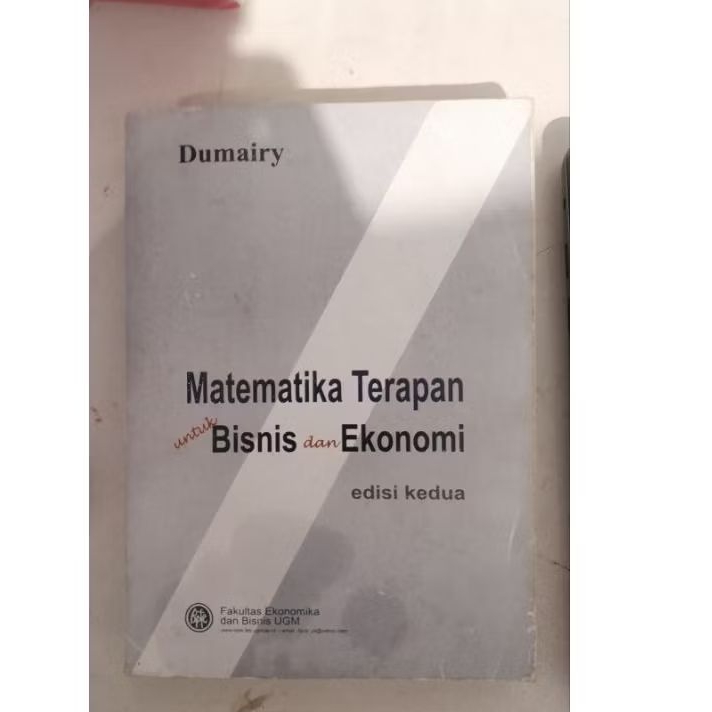 Dumairy
Matematika Terapan
untuk Bisnis dan Ekonomi
edisi kedua
Fakultas Ekonomika
dan Bisnis UGM